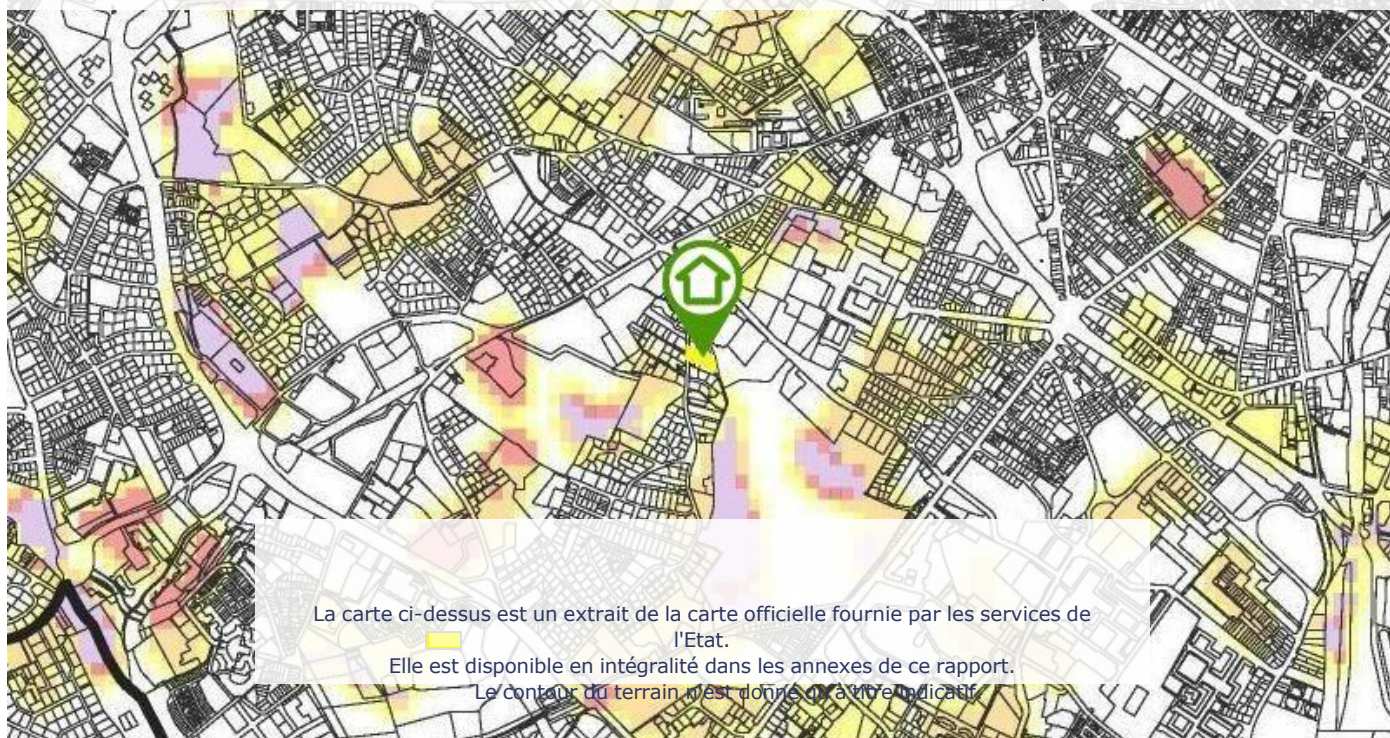 La carte ci-dessus est un extrait de la carte officielle fournie par les services de
l'Etat.
Elle est disponible en intégralité dans les annexes de ce rapport.
Le contour du terrain n'est donné qu'à titre indicatif.